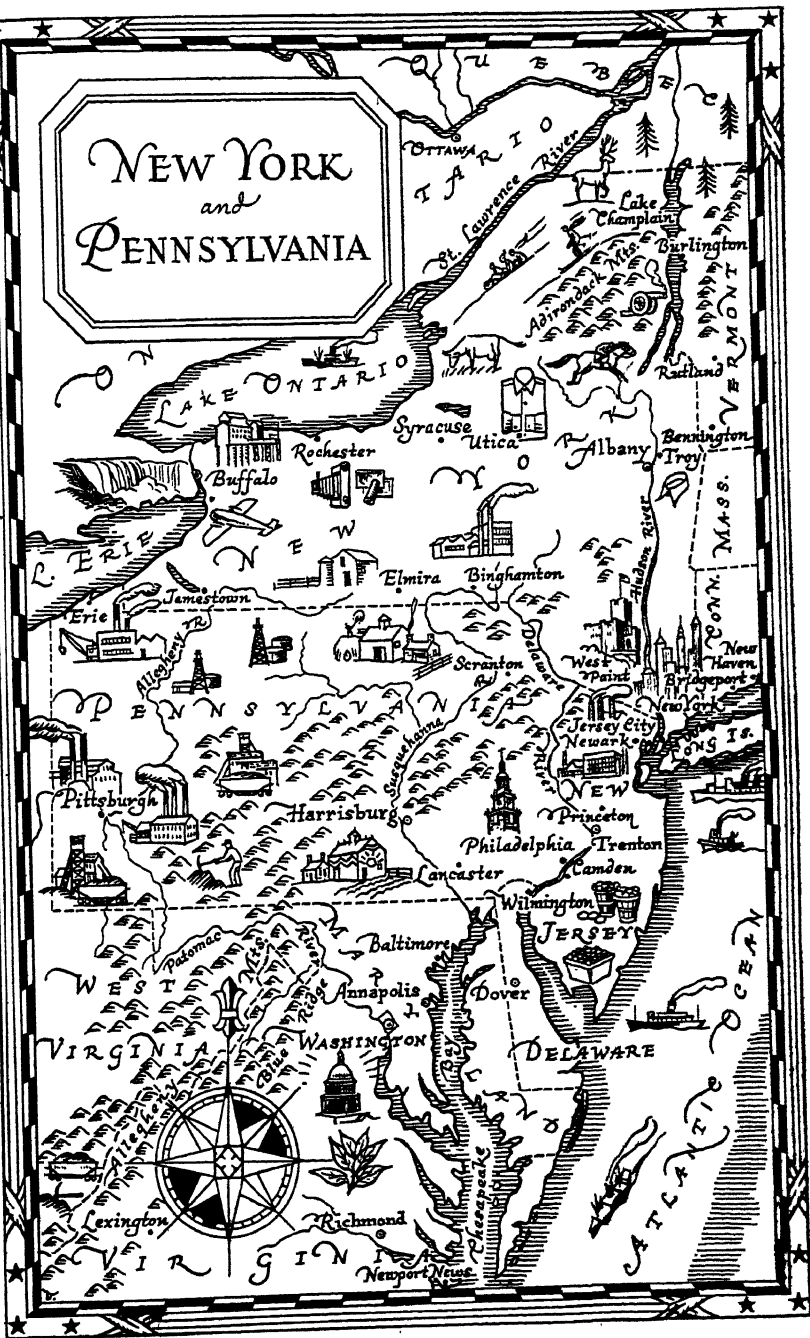 NEW YORK
and
PENNSYLVANIA
QUEBEC
OTTAWA
ONTARIO
St. Lawrence River
Lake
Champlain
Burlington
Adirondack Mts.
VERMONT
LAKE ONTARIO
Rutland
Syracuse
Utica
Rochester
Albany
Bennington
Troy
Buffalo
NEW YORK
MASS.
L. ERIE
Hudson River
Elmira
Binghamton
Jamestown
Erie
CONN.
Allegheny R.
Delaware River
Scranton
West
Point
New
Haven
Bridgeport
New York
PENNSYLVANIA
Susquehanna
Jersey City
Newark
LONG IS.
Pittsburgh
NEW
Harrisburg
Princeton
Philadelphia
Trenton
Lancaster
Camden
Wilmington
JERSEY
Patomac River
MARYLAND
Baltimore
WEST
Annapolis
Dover
VIRGINIA
WASHINGTON
DELAWARE
Blue Ridge Mts.
Allegheny
Chesapeake Bay
ATLANTIC OCEAN
Lexington
Richmond
VIRGINIA
Newport News